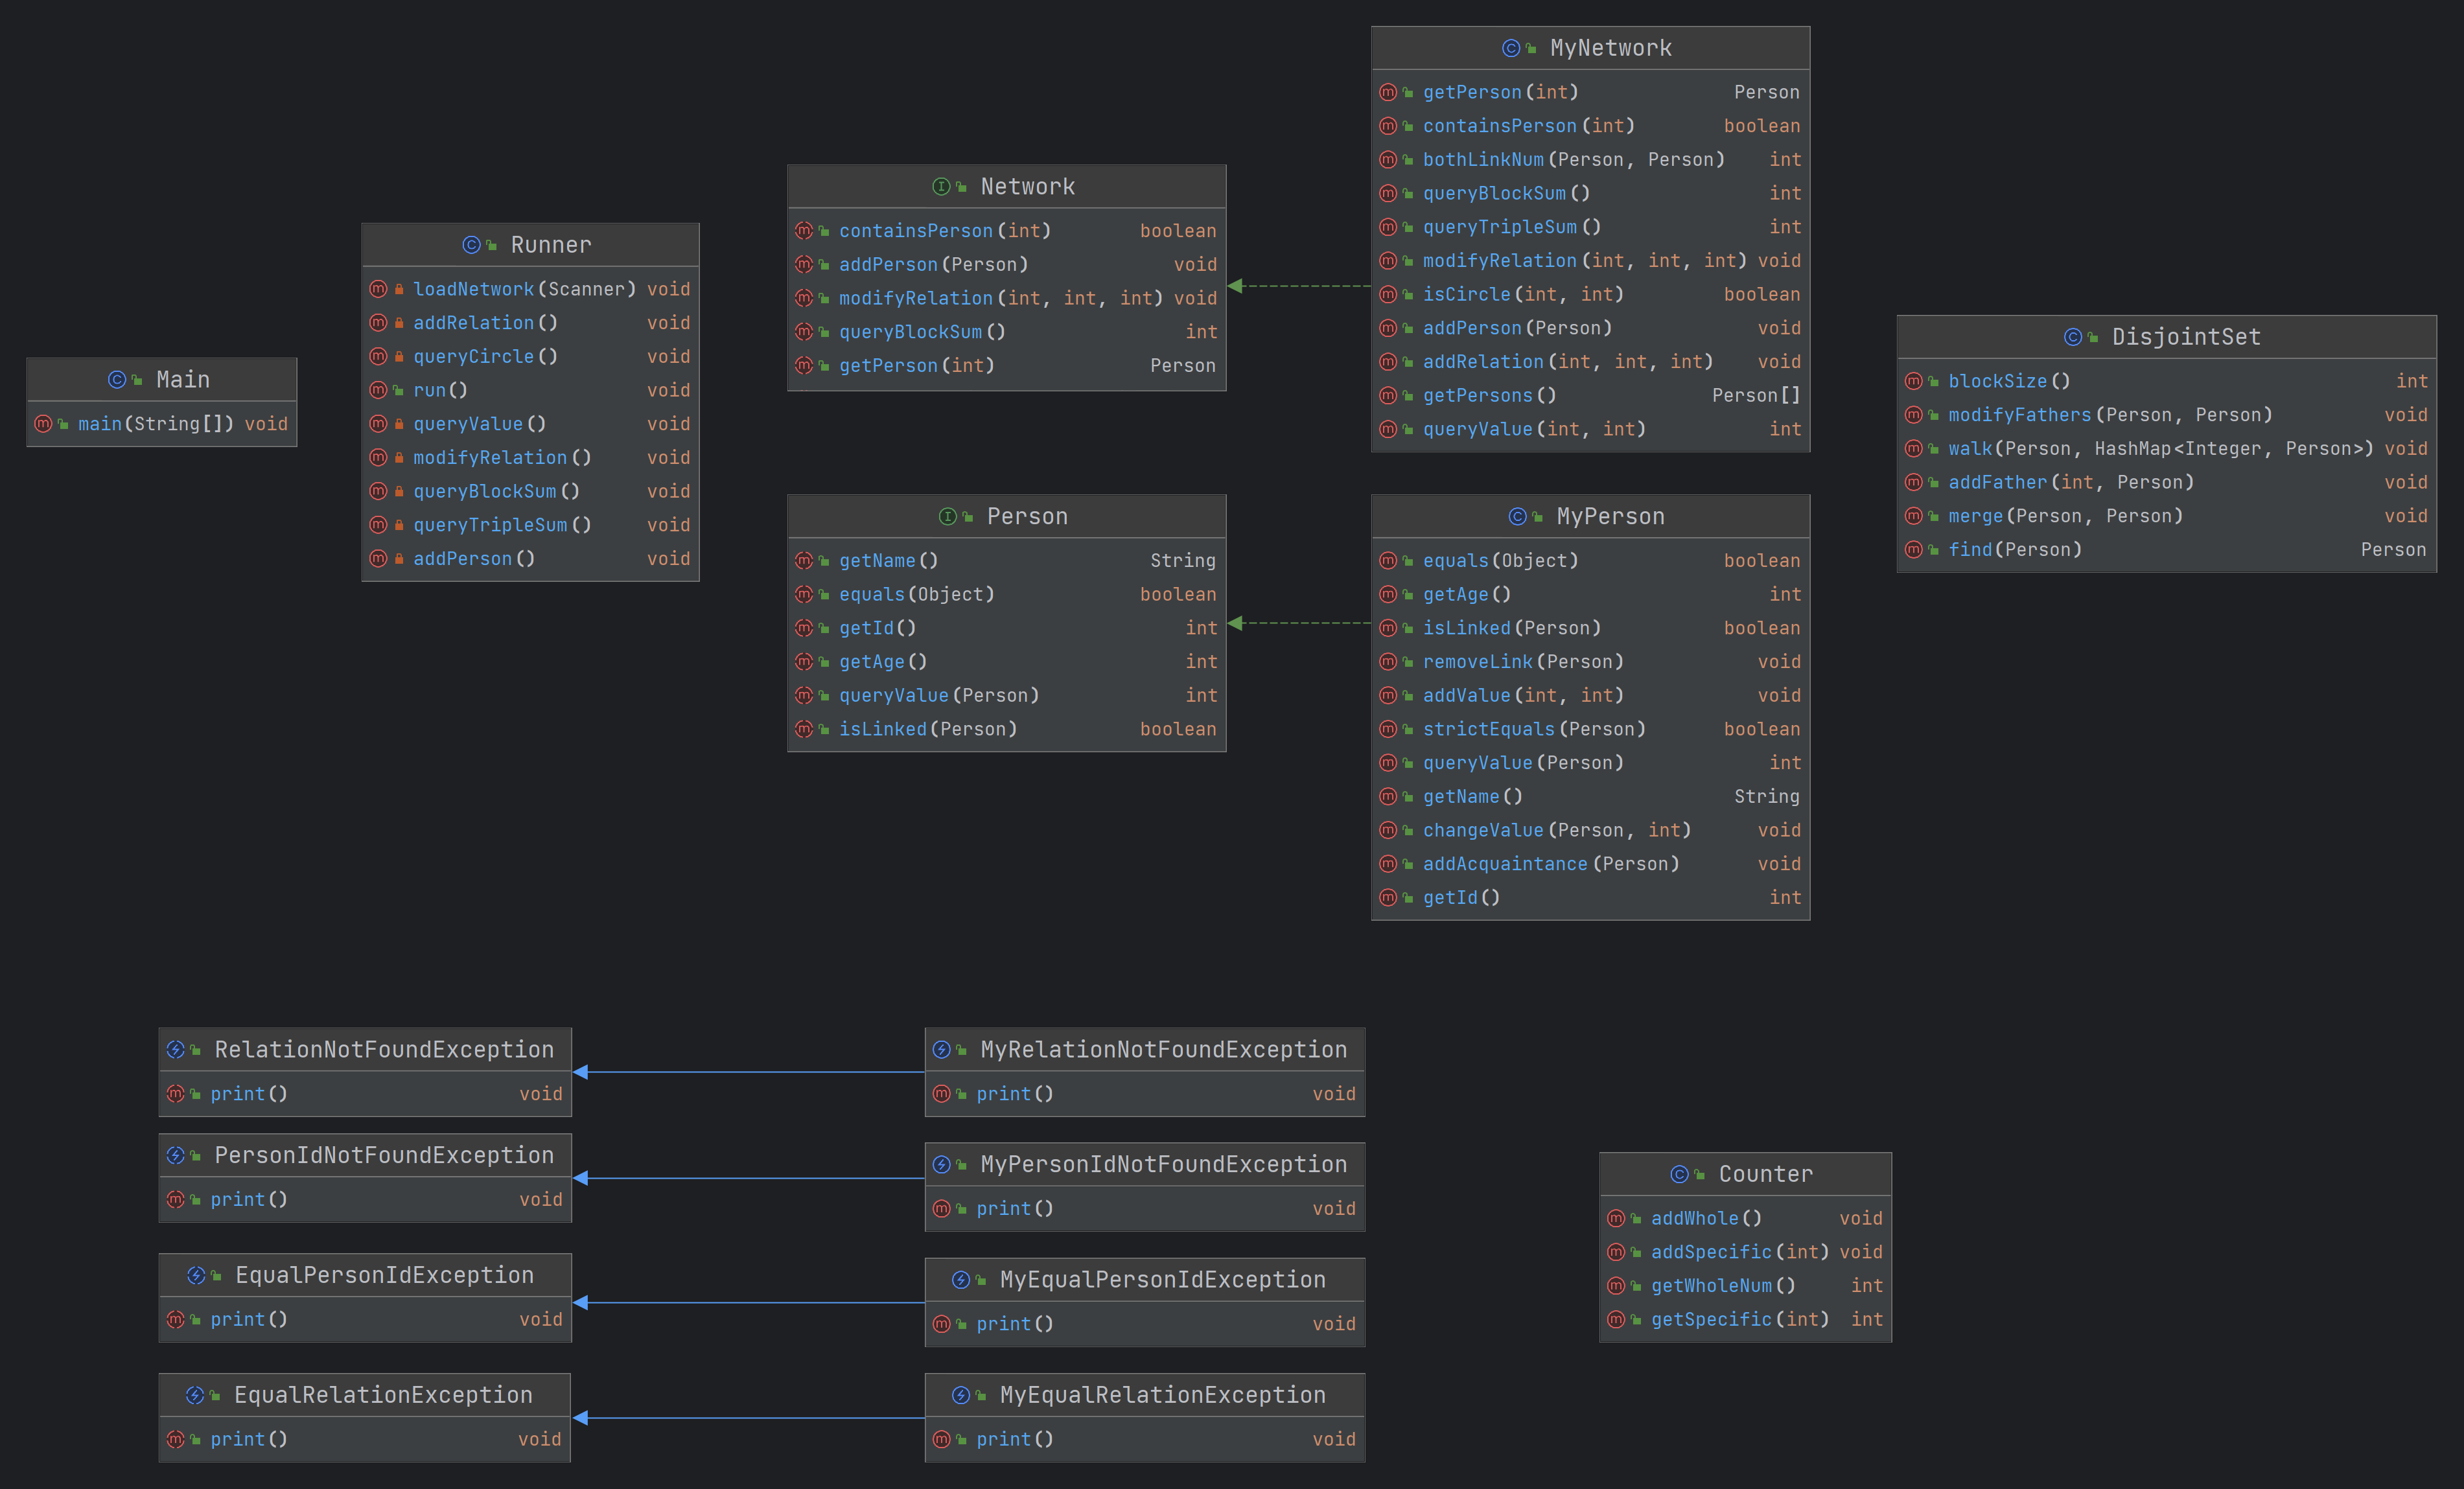 Main
main(String[]) void
Runner
loadNetwork(Scanner) void
addRelation() void
queryCircle() void
run() void
queryValue() void
modifyRelation() void
queryBlockSum() void
queryTripleSum() void
addPerson() void
Network
containsPerson(int) boolean
addPerson(Person) void
modifyRelation(int, int, int) void
queryBlockSum() int
getPerson(int) Person
Person
getName() String
equals(Object) boolean
getId() int
getAge() int
queryValue(Person) int
isLinked(Person) boolean
MyNetwork
getPerson(int) Person
containsPerson(int) boolean
bothLinkNum(Person, Person) int
queryBlockSum() int
queryTripleSum() int
modifyRelation(int, int, int) void
isCircle(int, int) boolean
addPerson(Person) void
addRelation(int, int, int) void
getPersons() Person[]
queryValue(int, int) int
MyPerson
equals(Object) boolean
getAge() int
isLinked(Person) boolean
removeLink(Person) void
addValue(int, int) void
strictEquals(Person) boolean
queryValue(Person) int
getName() String
changeValue(Person, int) void
addAcquaintance(Person) void
getId() int
DisjointSet
blockSize() int
modifyFathers(Person, Person) void
walk(Person, HashMap<Integer, Person>) void
addFather(int, Person) void
merge(Person, Person) void
find(Person) Person
RelationNotFoundException
print() void
MyRelationNotFoundException
print() void
PersonIdNotFoundException
print() void
MyPersonIdNotFoundException
print() void
EqualPersonIdException
print() void
MyEqualPersonIdException
print() void
EqualRelationException
print() void
MyEqualRelationException
print() void
Counter
addWhole() void
addSpecific(int) void
getWholeNum() int
getSpecific(int) int